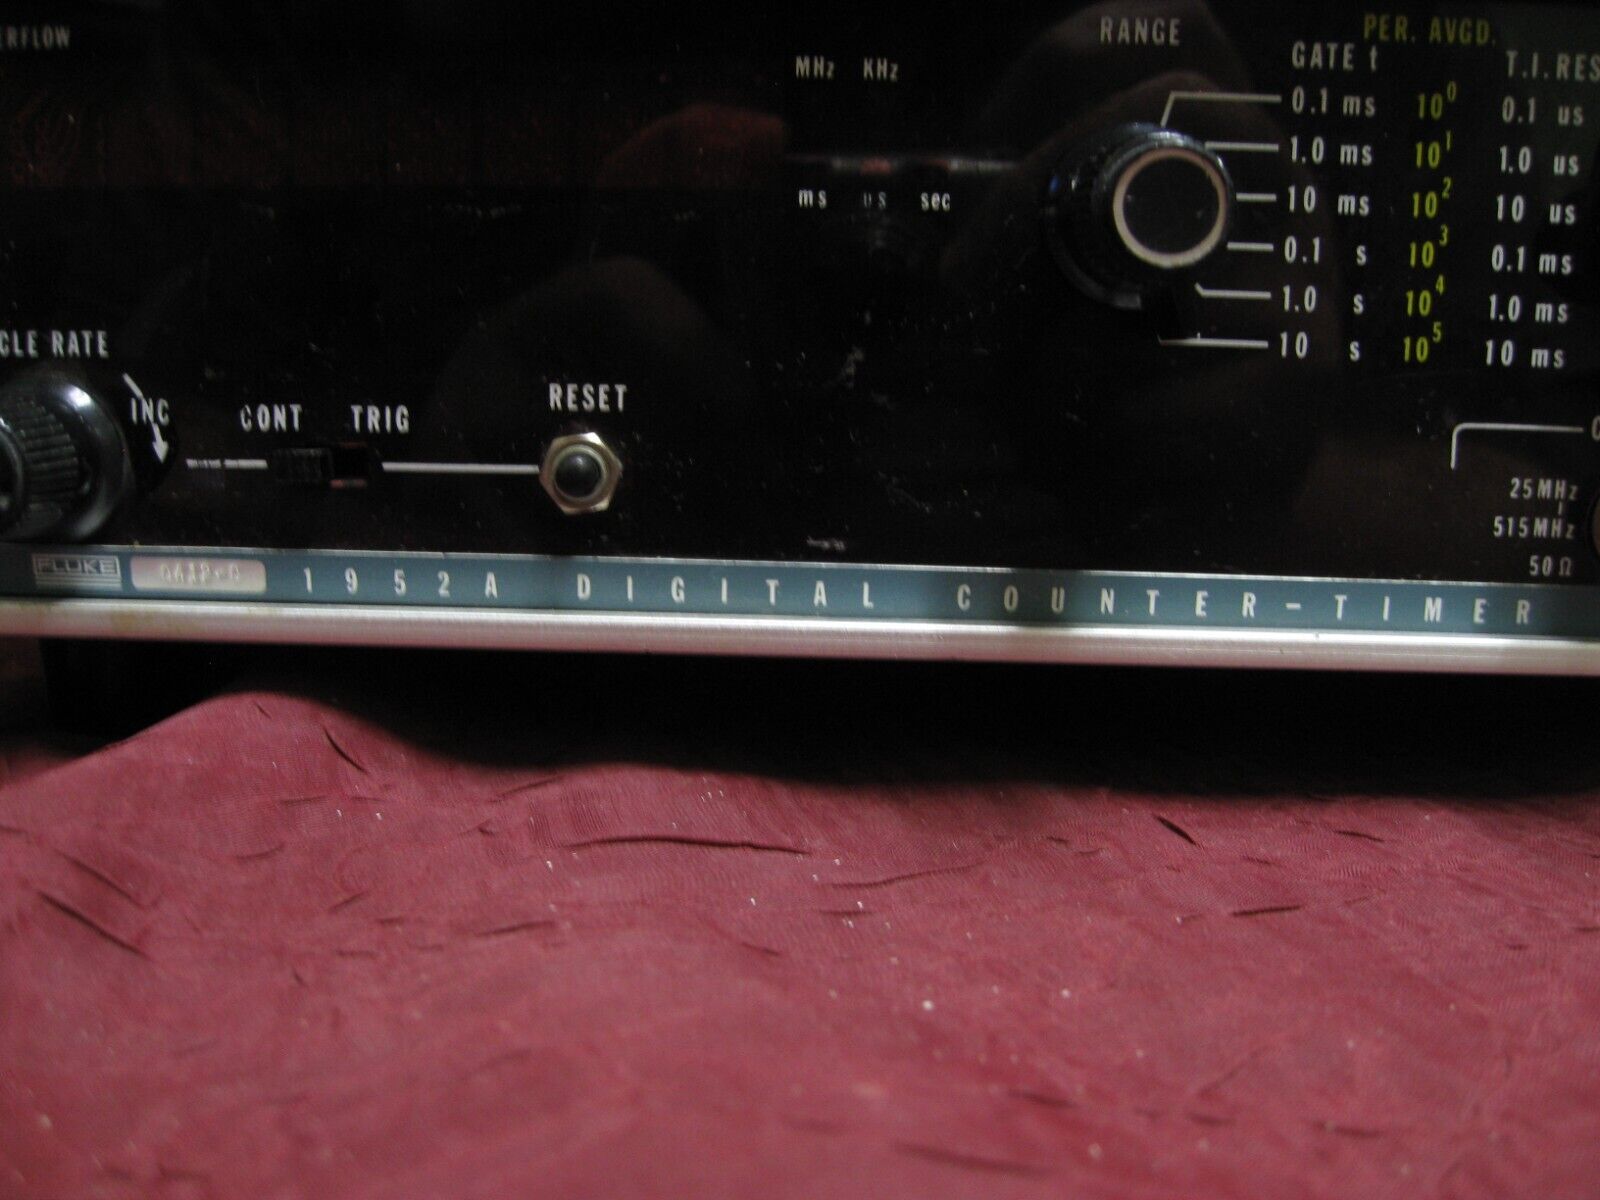 ERFLOW
MHz KHz
ms us sec
RANGE
PER. AVGD.
GATE t
T.I.RES
0.1 ms 10⁰ 0.1 us
1.0 ms 10¹ 1.0 us
10 ms 10² 10 us
0.1 s 10³ 0.1 ms
1.0 s 10⁴ 1.0 ms
10 s 10⁵ 10 ms
CLE RATE
INC
CONT TRIG
RESET
25MHz
515MHz
50Ω
FLUKE
1952A DIGITAL COUNTER-TIMER